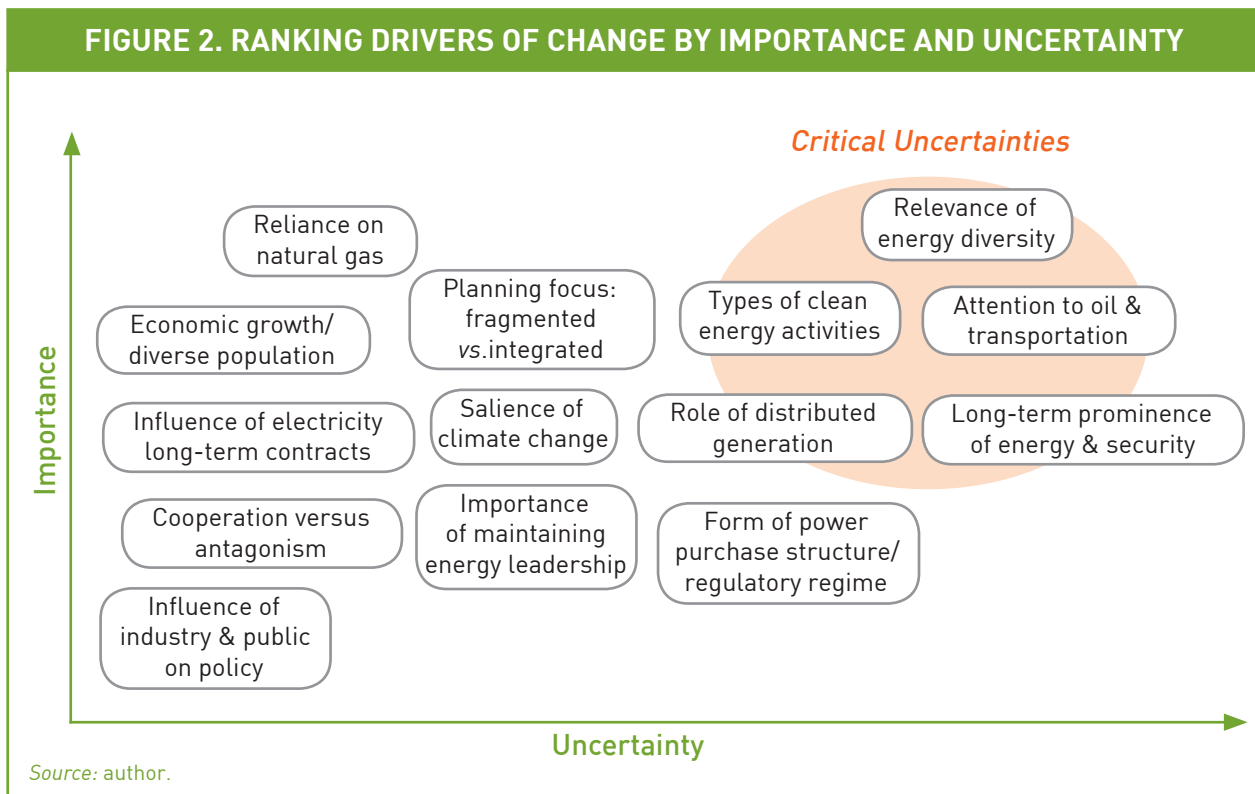 FIGURE 2. RANKING DRIVERS OF CHANGE BY IMPORTANCE AND UNCERTAINTY
Critical Uncertainties
Relevance of
energy diversity
Reliance on
natural gas
Planning focus:
fragmented
vs.integrated
Types of clean
energy activities
Attention to oil &
transportation
Economic growth/
diverse population
Influence of electricity
long-term contracts
Salience of
climate change
Role of distributed
generation
Long-term prominence
of energy & security
Cooperation versus
antagonism
Importance
of maintaining
energy leadership
Form of power
purchase structure/
regulatory regime
Influence of
industry & public
on policy
Importance
Uncertainty
Source: author.